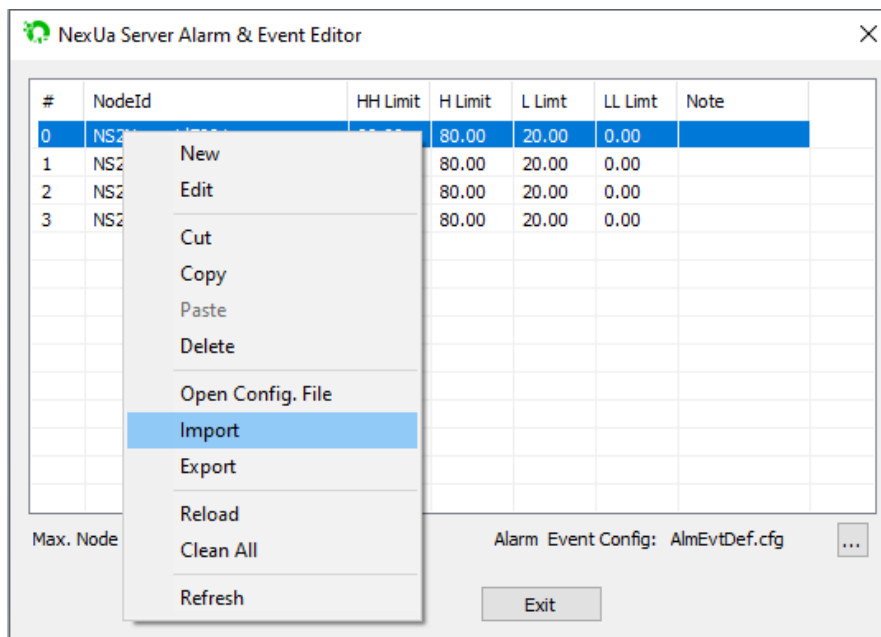 NexUa Server Alarm & Event Editor
# NodeId HH Limit H Limit L Limt LL Limt Note
0 80.00 20.00 0.00
1 NS2 80.00 20.00 0.00
2 NS2 80.00 20.00 0.00
3 NS2 80.00 20.00 0.00
New
Edit
Cut
Copy
Paste
Delete
Open Config. File
Import
Export
Reload
Clean All
Refresh
Max. Node Alarm Event Config: AlmEvtDef.cfg ...
Exit